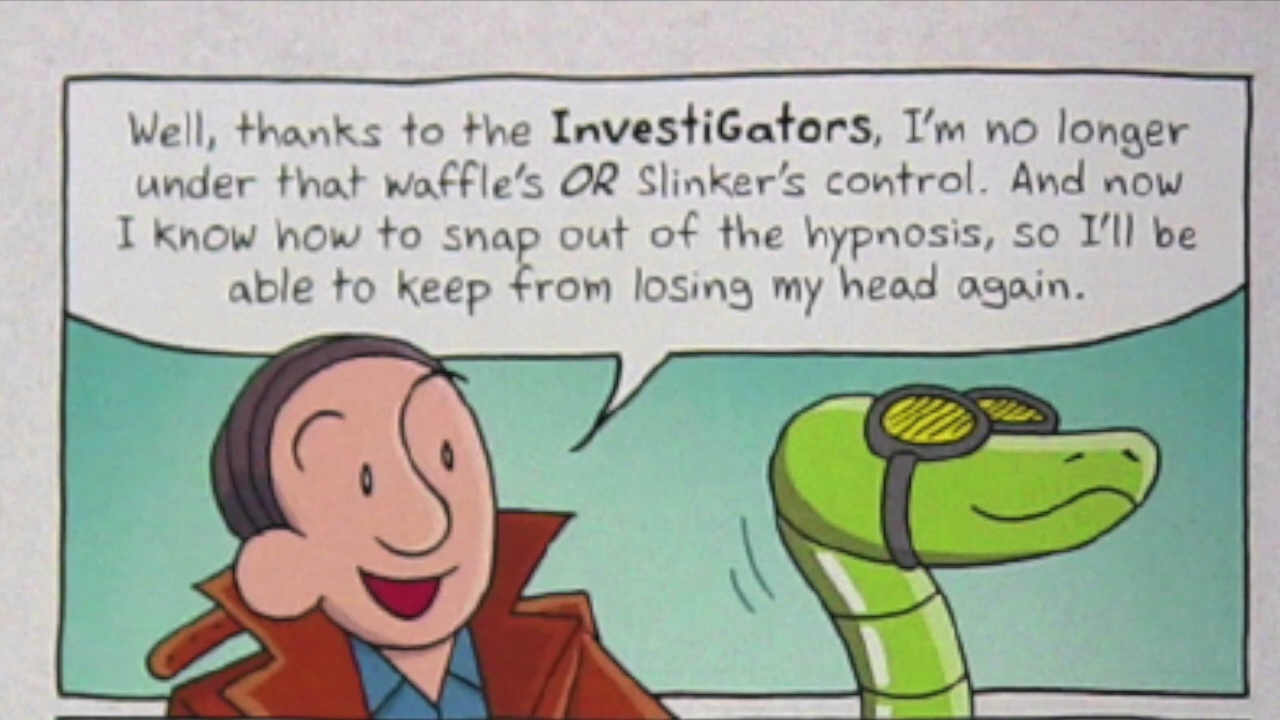 Well, thanks to the InvestiGators, I'm no longer
under that waffle's OR Slinker's control. And now
I know how to snap out of the hypnosis, so I'll be
able to keep from losing my head again.